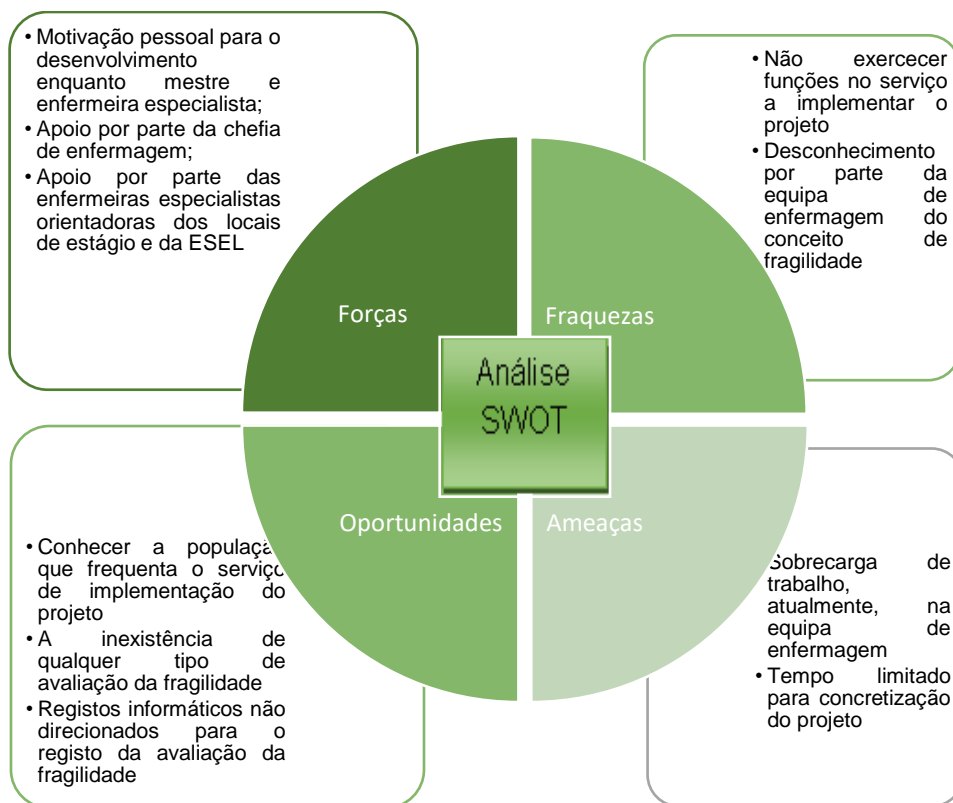 • Motivação pessoal para o
desenvolvimento
enquanto mestre e
enfermeira especialista;
• Apoio por parte da chefia
de enfermagem;
• Apoio por parte das
enfermeiras especialistas
orientadoras dos locais
de estágio e da ESEL
• Não exercecer
funções no serviço
a implementar o
projeto
• Desconhecimento
por parte da
equipa de
enfermagem do
conceito de
fragilidade
Forças
Fraquezas
Análise
SWOT
Oportunidades
Ameaças
• Conhecer a população
que frequenta o serviço
de implementação do
projeto
• A inexistência de
qualquer tipo de
avaliação da fragilidade
• Registos informáticos não
direcionados para o
registo da avaliação da
fragilidade
Sobrecarga de
trabalho,
atualmente, na
equipa de
enfermagem
• Tempo limitado
para concretização
do projeto